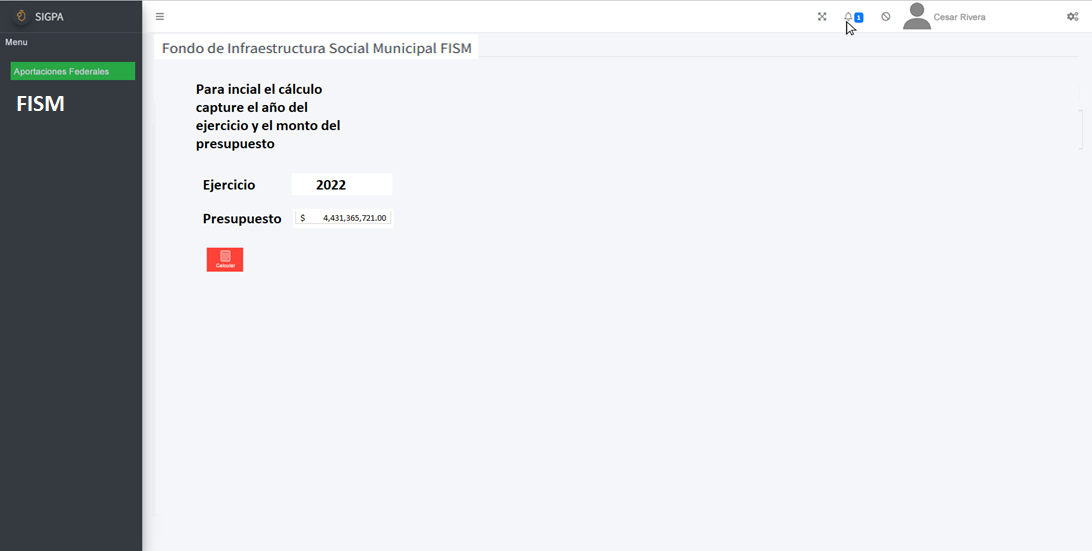 SIGPA
1
Cesar Rivera
Menu
Fondo de Infraestructura Social Municipal FISM
Aportaciones Federales
FISM
Para incial el cálculo
capture el año del
ejercicio y el monto del
presupuesto
Ejercicio 2022
Presupuesto $ 4,431,365,721.00
Calcular